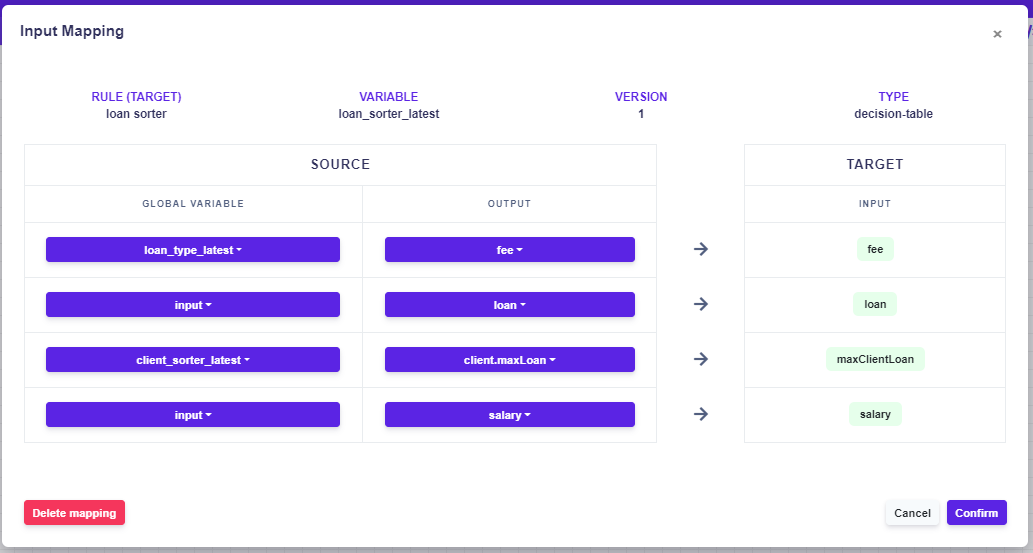 Input Mapping
×
RULE (TARGET) VARIABLE VERSION TYPE
loan sorter loan_sorter_latest 1 decision-table
SOURCE TARGET
GLOBAL VARIABLE OUTPUT INPUT
loan_type_latest fee fee
input loan loan
client_sorter_latest client.maxLoan maxClientLoan
input salary salary
Delete mapping Cancel Confirm